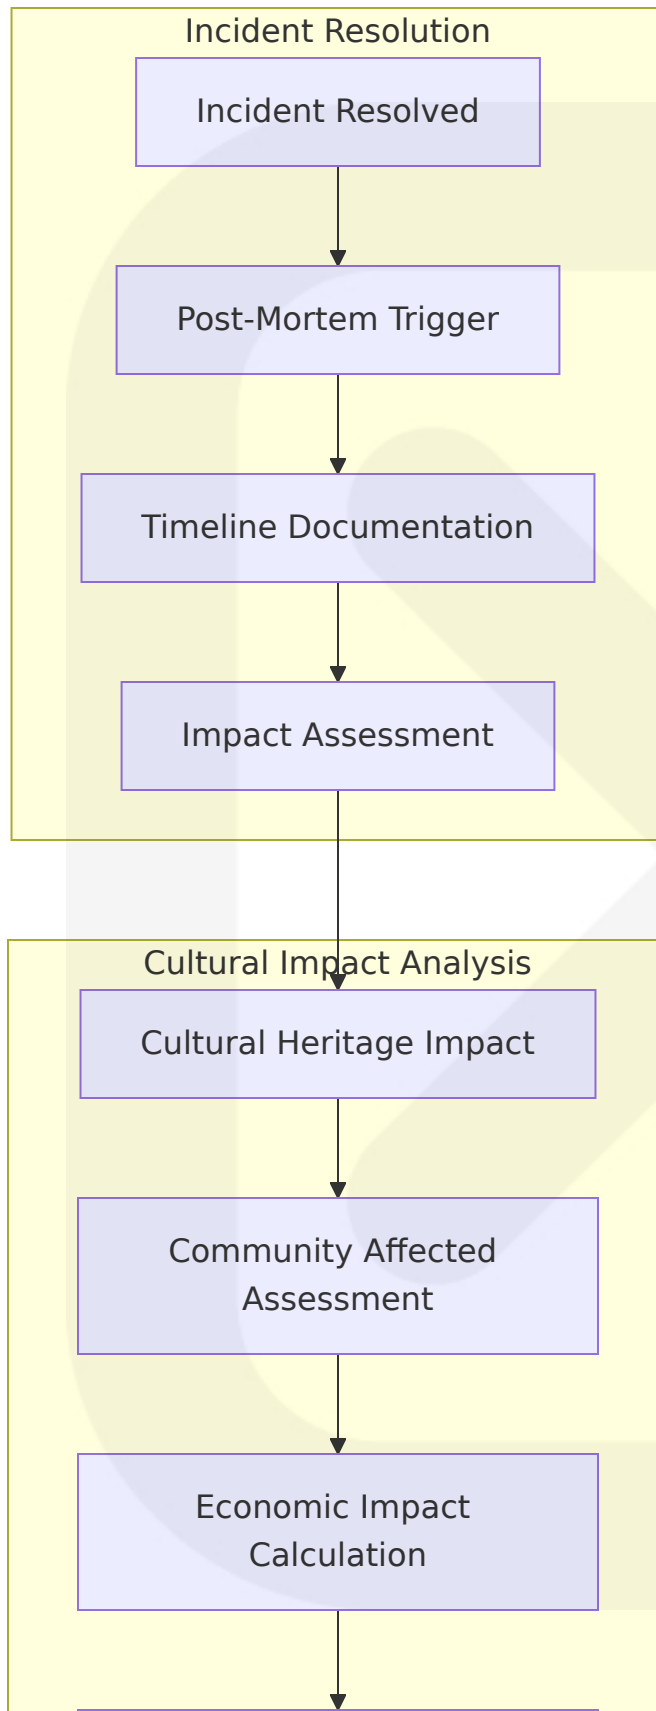 Incident Resolution
Incident Resolved
Post-Mortem Trigger
Timeline Documentation
Impact Assessment
Cultural Impact Analysis
Cultural Heritage Impact
Community Affected
Assessment
Economic Impact
Calculation